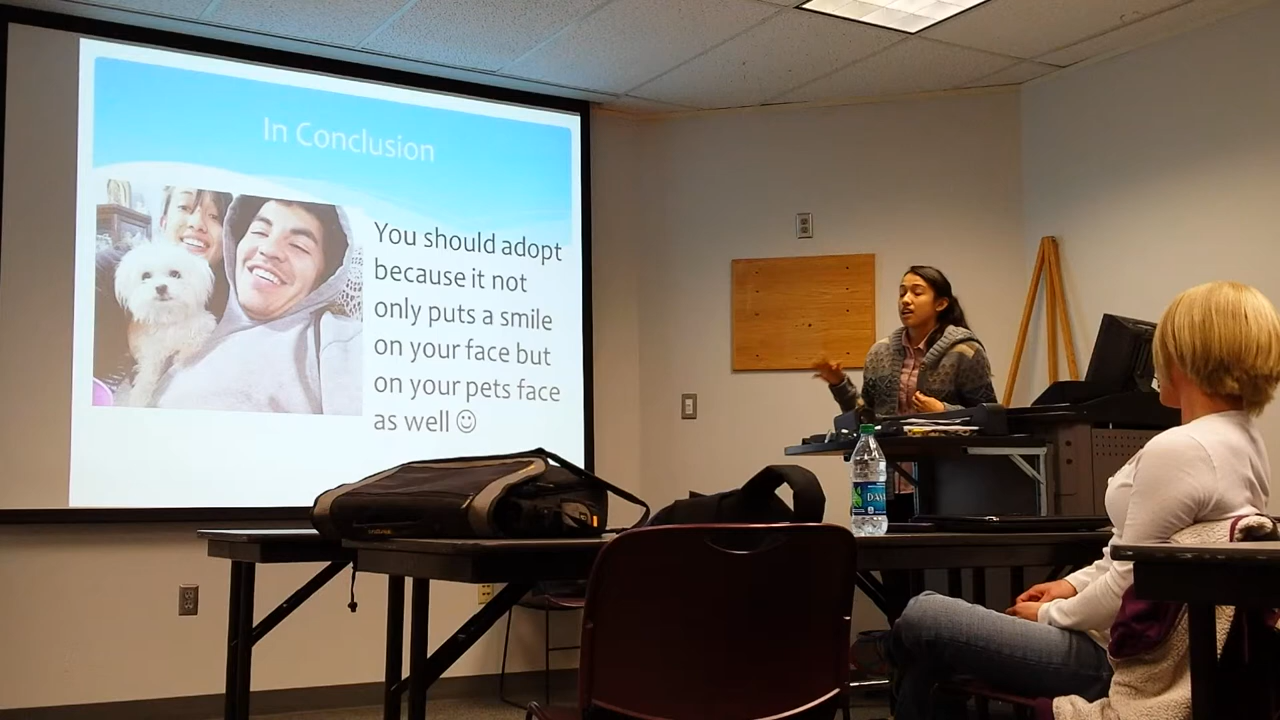 In Conclusion
You should adopt
because it not
only puts a smile
on your face but
on your pets face
as well ☺